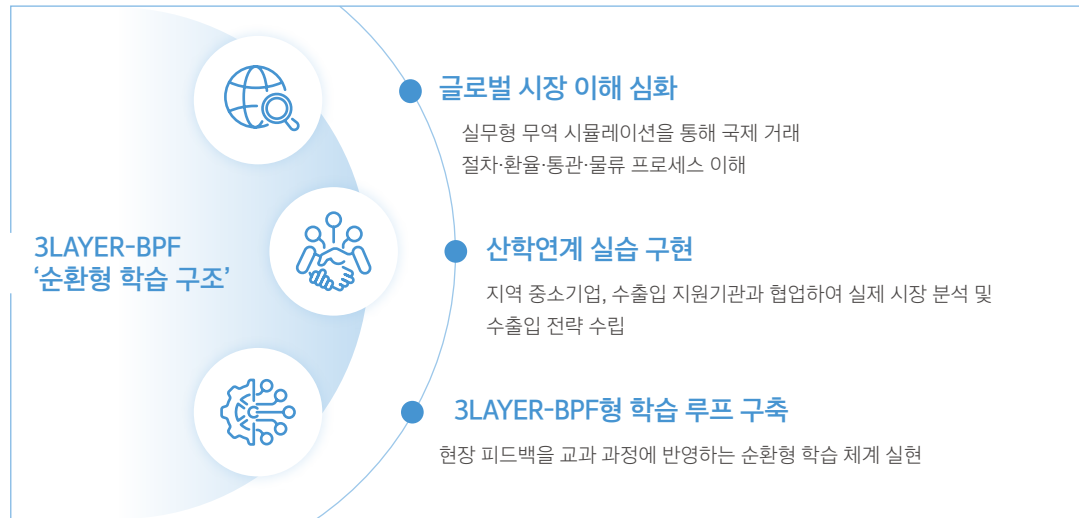 3LAYER-BPF
‘순환형 학습 구조’
글로벌 시장 이해 심화
실무형 무역 시뮬레이션을 통해 국제 거래
절차·환율·통관·물류 프로세스 이해
산학연계 실습 구현
지역 중소기업, 수출입 지원기관과 협업하여 실제 시장 분석 및
수출입 전략 수립
3LAYER-BPF형 학습 루프 구축
현장 피드백을 교과 과정에 반영하는 순환형 학습 체계 실현